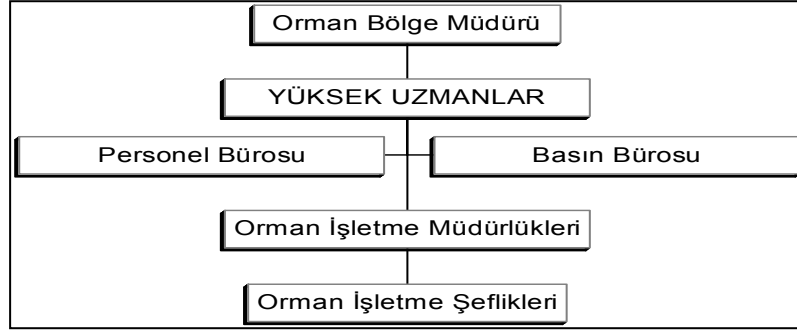 Orman Bölge Müdürü
YÜKSEK UZMANLAR
Personel Bürosu
Basın Bürosu
Orman İşletme Müdürlükleri
Orman İşletme Şeflikleri